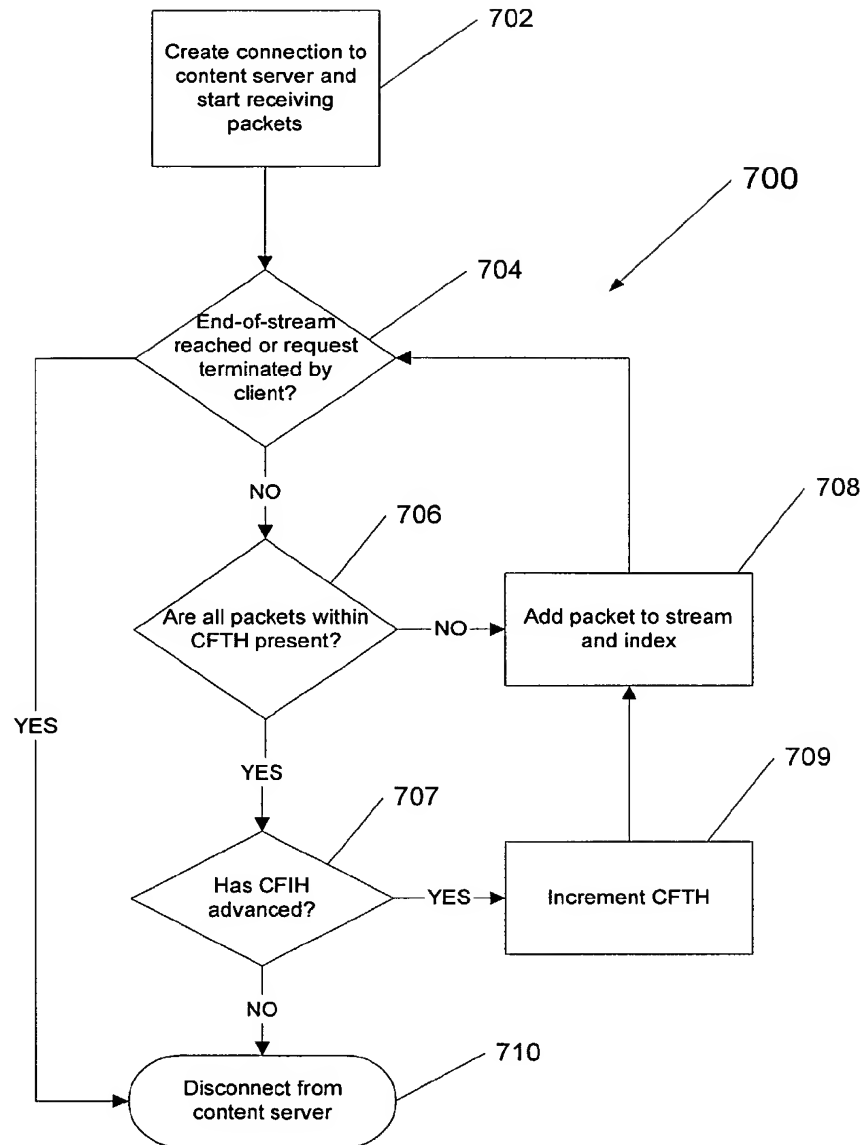 702
Create connection to
content server and
start receiving
packets
700
704
End-of-stream
reached or request
terminated by
client?
NO
706
708
Are all packets within
CFTH present?
NO
Add packet to stream
and index
YES
YES
709
707
Has CFIH
advanced?
YES
Increment CFTH
NO
710
Disconnect from
content server